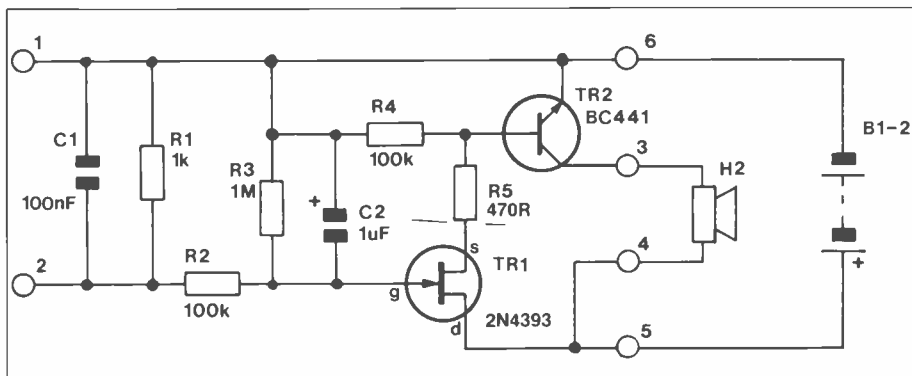 1
6
C1
100nF
R1
1k
R3
1M
R4
100k
+
C2
1uF
R5
470R
TR2
BC441
3
H2
B1-2
2
R2
100k
g
s
d
TR1
2N4393
4
5
+